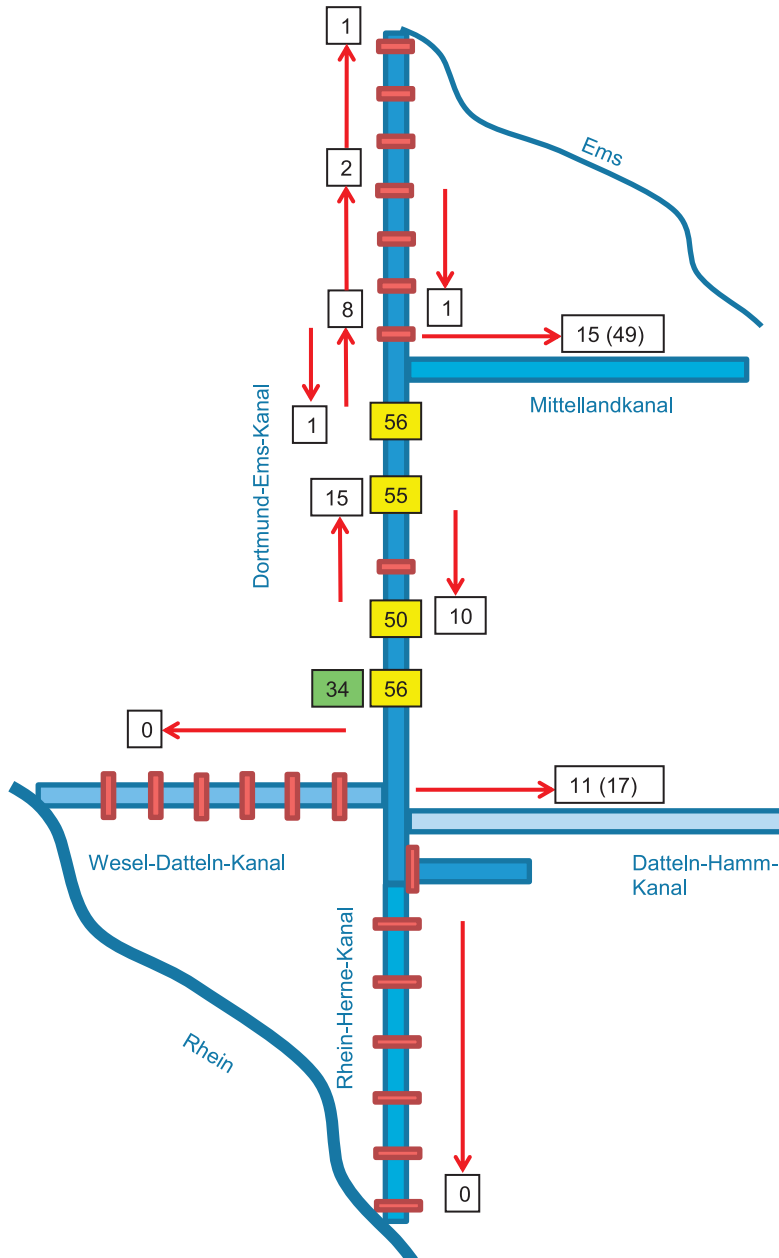 1
Ems
2
8
1
15 (49)
Mittellandkanal
1
56
Dortmund-Ems-Kanal
15
55
50
10
34
56
0
11 (17)
Wesel-Datteln-Kanal
Datteln-Hamm-
Kanal
Rhein-Herne-Kanal
Rhein
0